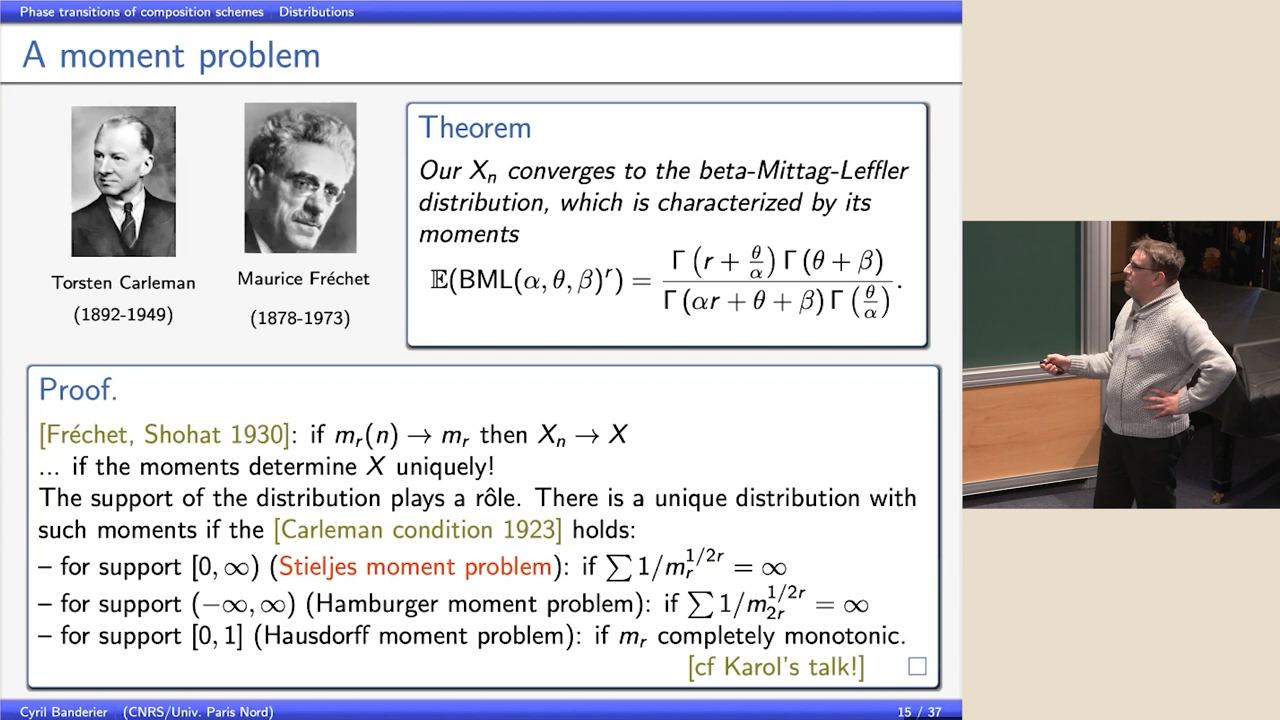 Phase transitions of composition schemes Distributions
A moment problem
Torsten Carleman
(1892-1949)
Maurice Fréchet
(1878-1973)
Theorem
Our Xₙ converges to the beta-Mittag-Leffler
distribution, which is characterized by its
moments
𝔼(BML(α, θ, β)ʳ) = Γ(r + θ/α) Γ(θ + β) / Γ(αr + θ + β) Γ(θ/α).
Proof.
[Fréchet, Shohat 1930]: if mᵣ(n) → mᵣ then Xₙ → X
... if the moments determine X uniquely!
The support of the distribution plays a rôle. There is a unique distribution with
such moments if the [Carleman condition 1923] holds:
– for support [0, ∞) (Stieljes moment problem): if ∑ 1/m_r^{1/2r} = ∞
– for support (−∞, ∞) (Hamburger moment problem): if ∑ 1/m_{2r}^{1/2r} = ∞
– for support [0, 1] (Hausdorff moment problem): if mᵣ completely monotonic.
[cf Karol's talk!] □
Cyril Banderier (CNRS/Univ. Paris Nord) 15 / 37